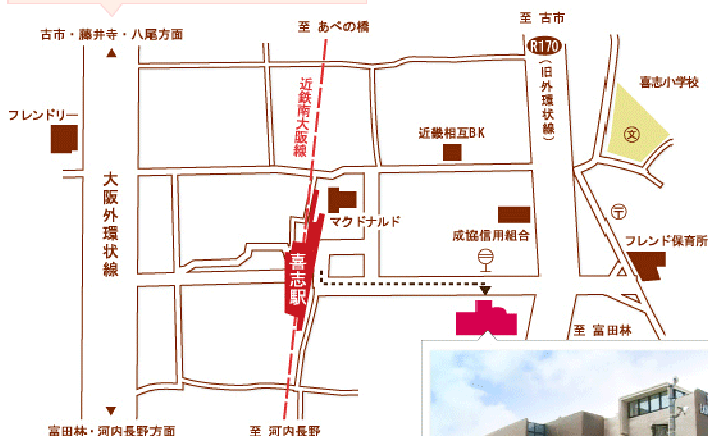 至 古市
至 あべの橋
古市・藤井寺・八尾方面
R170
(旧外環状線)
喜志小学校
近鉄南大阪線
フレンドリー
近畿相互BK
文
大阪外環状線
マクドナルド
〒
成協信用組合
フレンド保育所
喜志駅
至 富田林
富田林・河内長野方面
至 河内長野